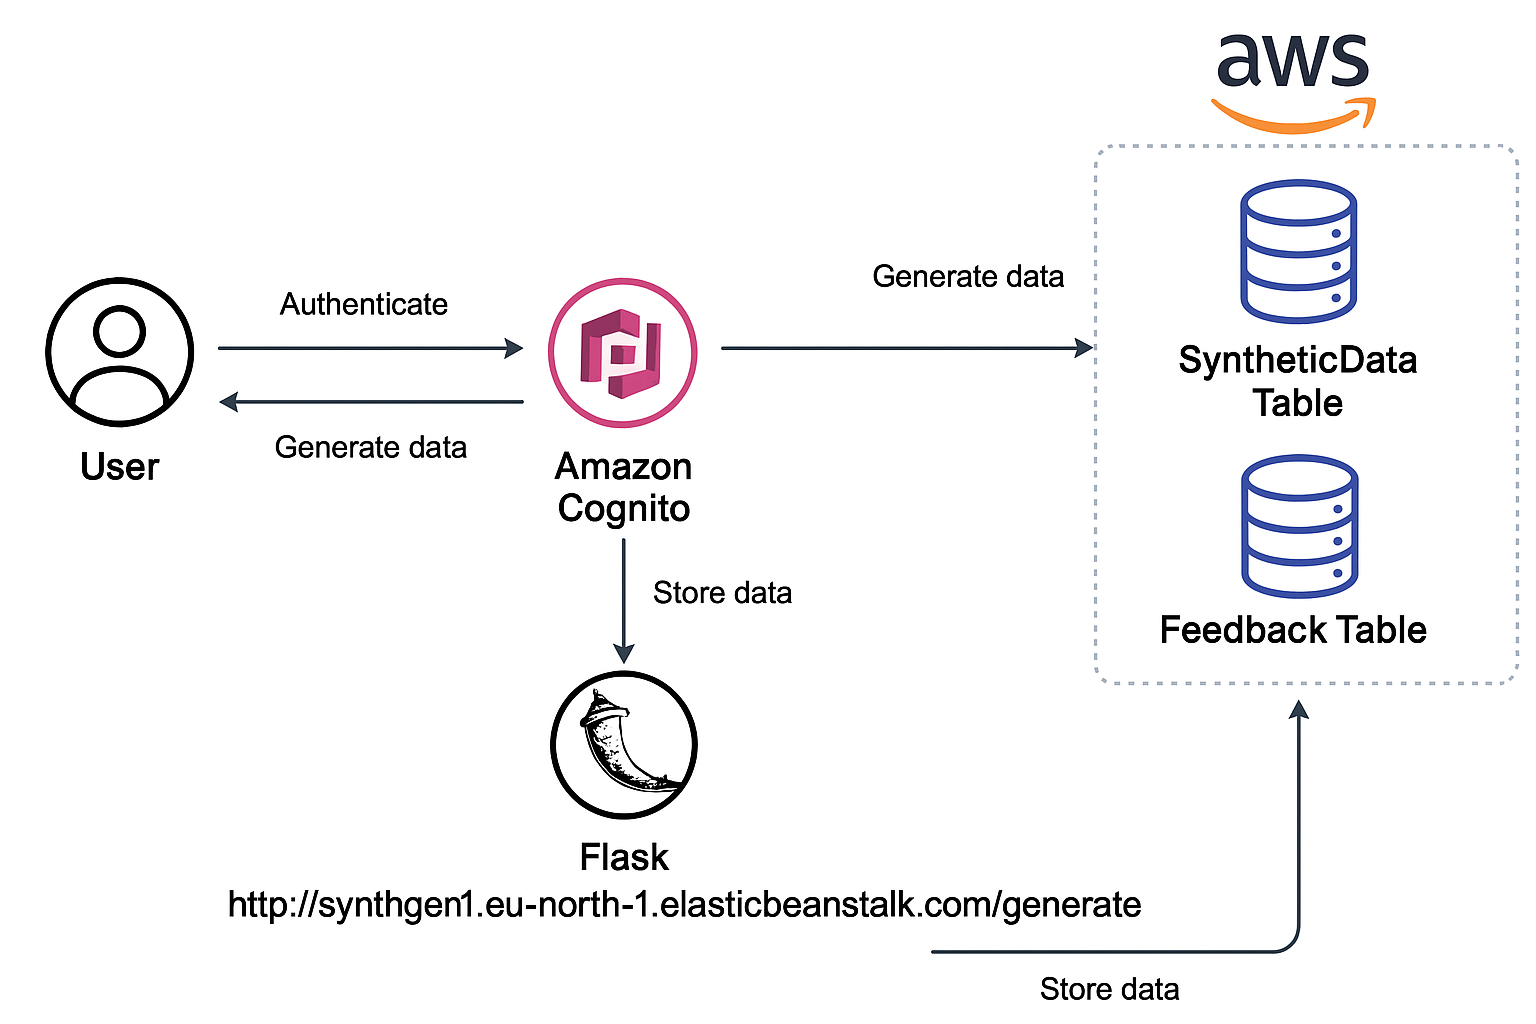 aws
Authenticate
Generate data
User
Amazon
Cognito
Generate data
SyntheticData
Table
Feedback Table
Store data
Flask
http://synthgen1.eu-north-1.elasticbeanstalk.com/generate
Store data